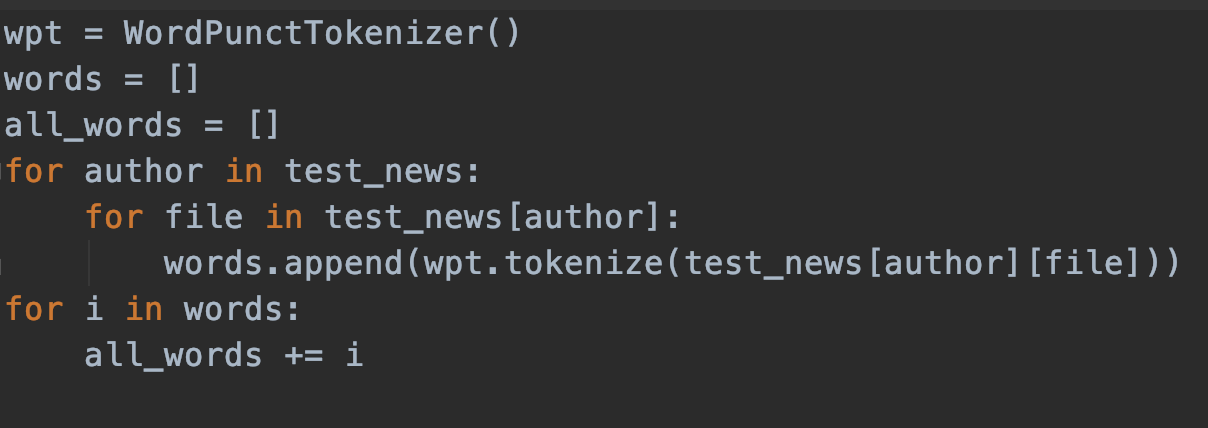 wpt = WordPunctTokenizer()
words = []
all_words = []
for author in test_news:
    for file in test_news[author]:
        words.append(wpt.tokenize(test_news[author][file]))
for i in words:
    all_words += i